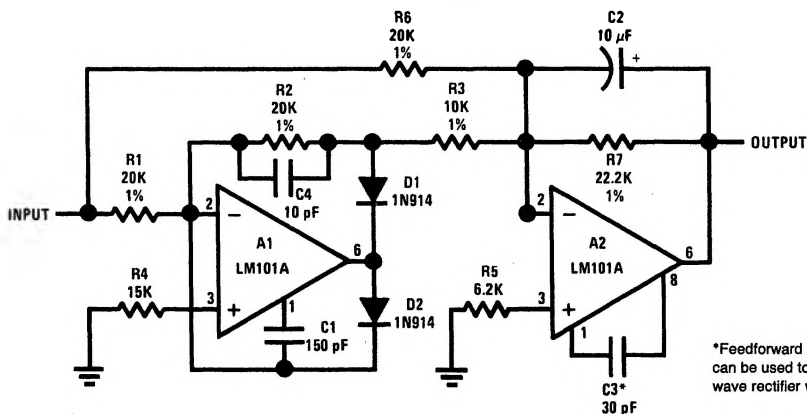 R6
20K
1%
C2
10 µF
+
R2
20K
1%
R3
10K
1%
R1
20K
1%
C4
10 pF
D1
1N914
R7
22.2K
1%
OUTPUT
INPUT
2
−
A1
LM101A
6
3
+
1
R4
15K
C1
150 pF
D2
1N914
2
−
A2
LM101A
6
8
3
+
1
R5
6.2K
C3*
30 pF
*Feedforward
can be used to
wave rectifier